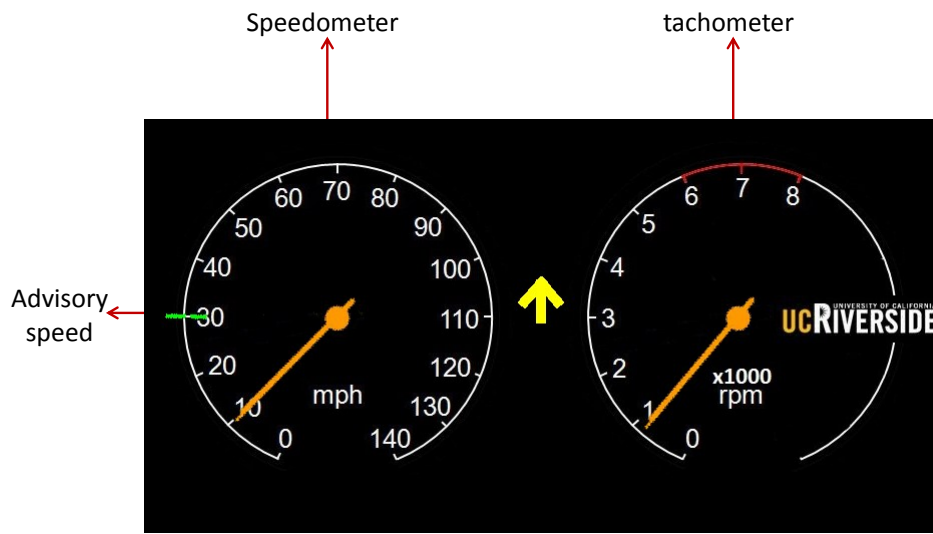 Speedometer
tachometer
Advisory
speed
0
10
20
30
40
50
60
70
80
90
100
110
120
130
140
mph
0
1
2
3
4
5
6
7
8
x1000
rpm
UNIVERSITY OF CALIFORNIA
UCRIVERSIDE